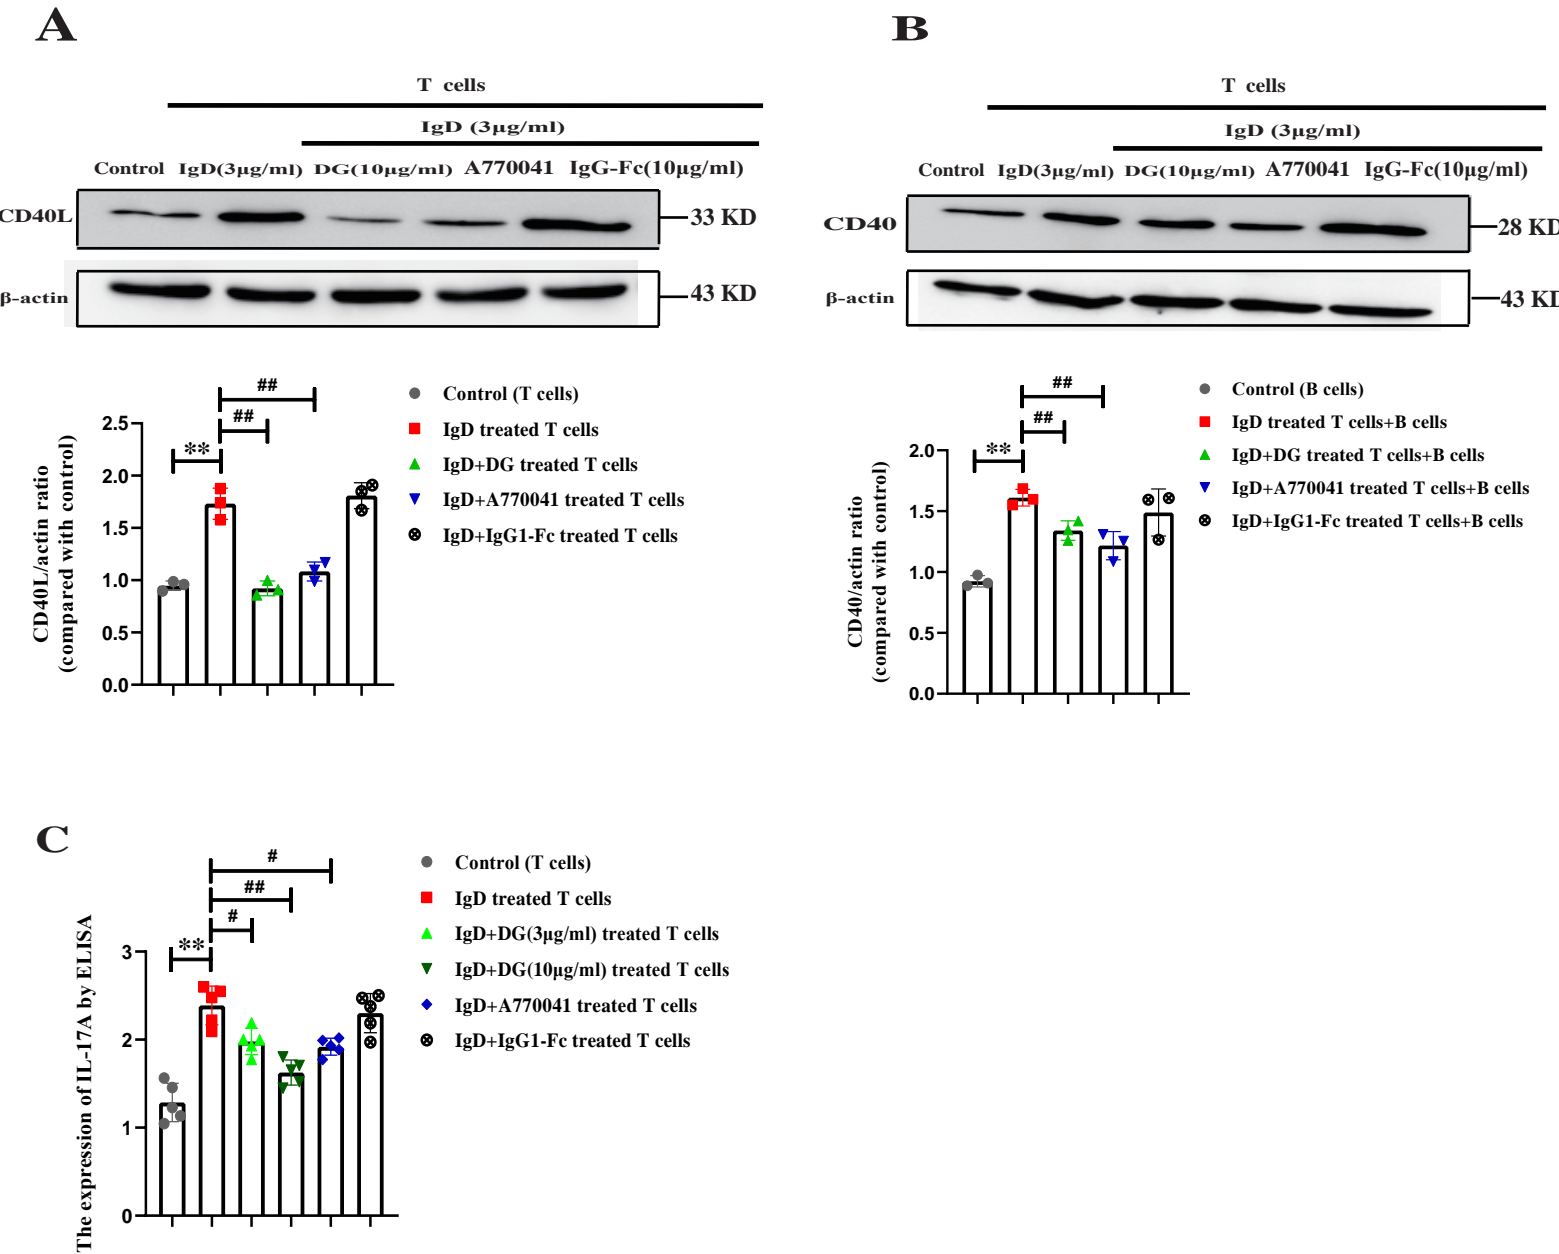 A
T cells
IgD (3μg/ml)
Control IgD(3μg/ml) DG(10μg/ml) A770041 IgG-Fc(10μg/ml)
CD40L
33 KD
β-actin
43 KD
##
##
**
2.5
2.0
1.5
1.0
0.5
0.0
CD40L/actin ratio
(compared with control)
Control (T cells)
IgD treated T cells
IgD+DG treated T cells
IgD+A770041 treated T cells
IgD+IgG1-Fc treated T cells
B
T cells
IgD (3μg/ml)
Control IgD(3μg/ml) DG(10μg/ml) A770041 IgG-Fc(10μg/ml)
CD40
28 KD
β-actin
43 KD
##
##
**
2.0
1.5
1.0
0.5
0.0
CD40/actin ratio
(compared with control)
Control (B cells)
IgD treated T cells+B cells
IgD+DG treated T cells+B cells
IgD+A770041 treated T cells+B cells
IgD+IgG1-Fc treated T cells+B cells
C
#
##
#
**
3
2
1
0
The expression of IL-17A by ELISA
Control (T cells)
IgD treated T cells
IgD+DG(3μg/ml) treated T cells
IgD+DG(10μg/ml) treated T cells
IgD+A770041 treated T cells
IgD+IgG1-Fc treated T cells